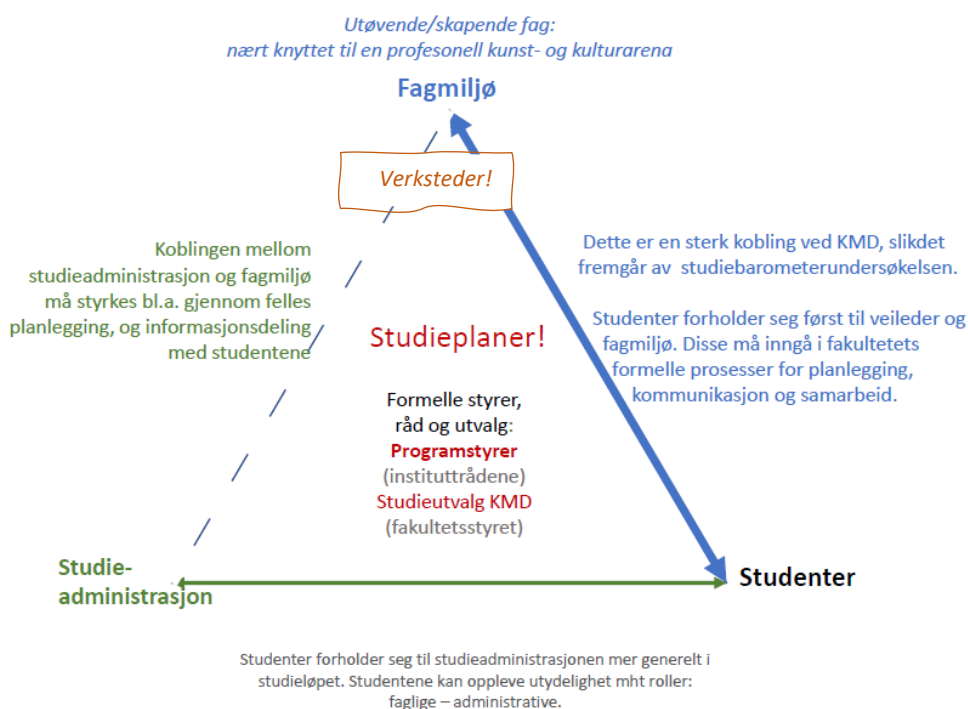 Utøvende/skapende fag:
nært knyttet til en profesonell kunst- og kulturarena
Fagmiljø
Verksteder!
Koblingen mellom
studieadministrasjon og fagmiljø
må styrkes bl.a. gjennom felles
planlegging, og informasjonsdeling
med studentene
Dette er en sterk kobling ved KMD, slikdet
fremgår av studiebarometerundersøkelsen.
Studenter forholder seg først til veileder og
fagmiljø. Disse må inngå i fakultetets
formelle prosesser for planlegging,
kommunikasjon og samarbeid.
Studieplaner!
Formelle styrer,
råd og utvalg:
Programstyrer
(instituttrådene)
Studieutvalg KMD
(fakultetsstyret)
Studie-
administrasjon
Studenter
Studenter forholder seg til studieadministrasjonen mer generelt i
studieløpet. Studentene kan oppleve utydelighet mht roller:
faglige – administrative.